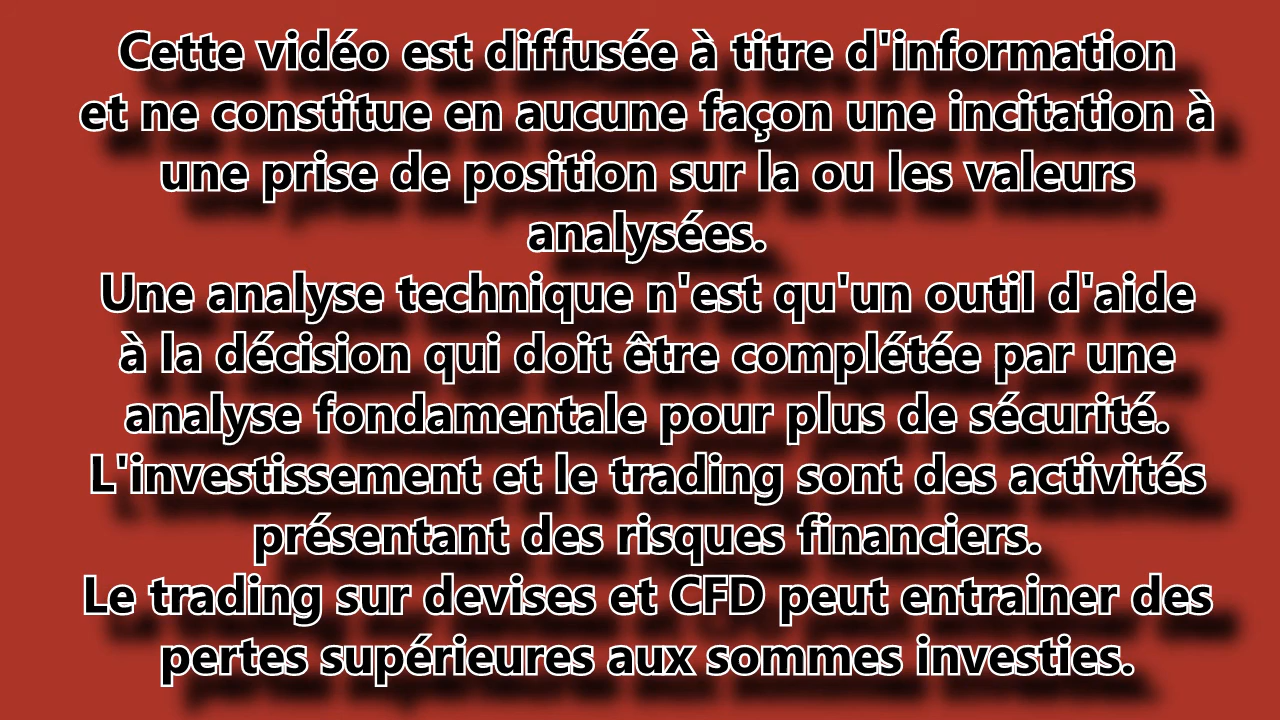 Cette vidéo est diffusée à titre d'information
et ne constitue en aucune façon une incitation à
une prise de position sur la ou les valeurs
analysées.
Une analyse technique n'est qu'un outil d'aide
à la décision qui doit être complétée par une
analyse fondamentale pour plus de sécurité.
L'investissement et le trading sont des activités
présentant des risques financiers.
Le trading sur devises et CFD peut entrainer des
pertes supérieures aux sommes investies.